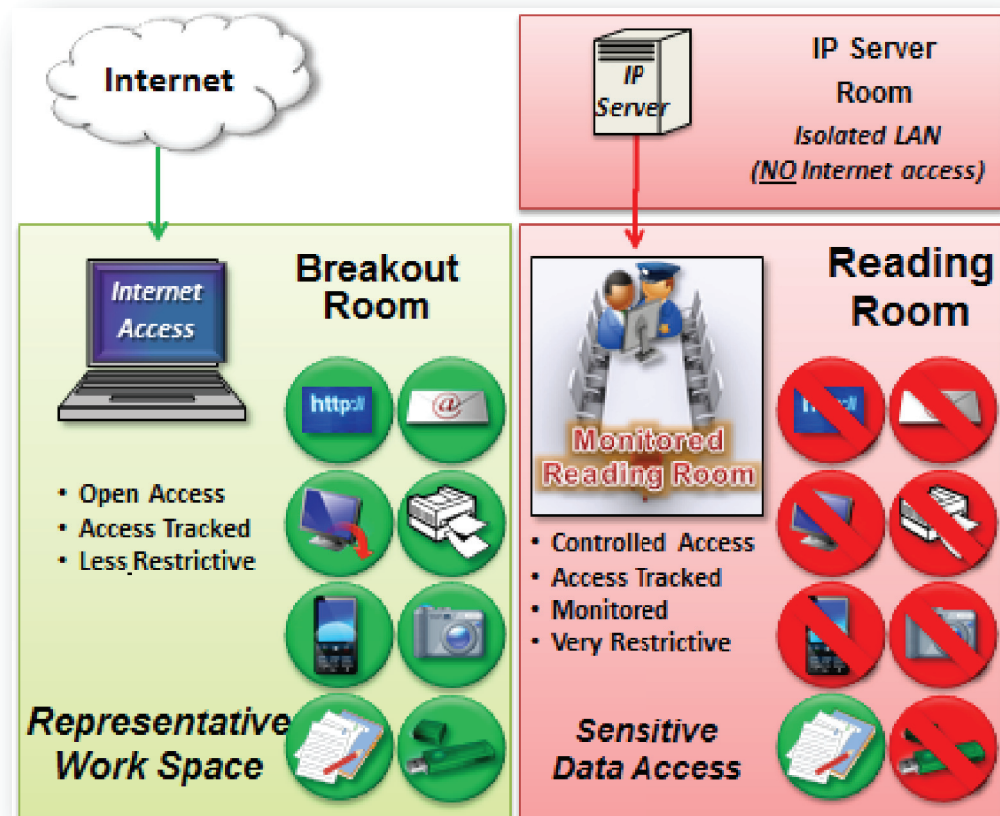 Internet
IP
Server
IP Server
Room
Isolated LAN
(NO Internet access)
Internet
Access
Breakout
Room
http://
@
• Open Access
• Access Tracked
• Less Restrictive
Representative
Work Space
Reading
Room
Monitored
Reading Room
• Controlled Access
• Access Tracked
• Monitored
• Very Restrictive
Sensitive
Data Access